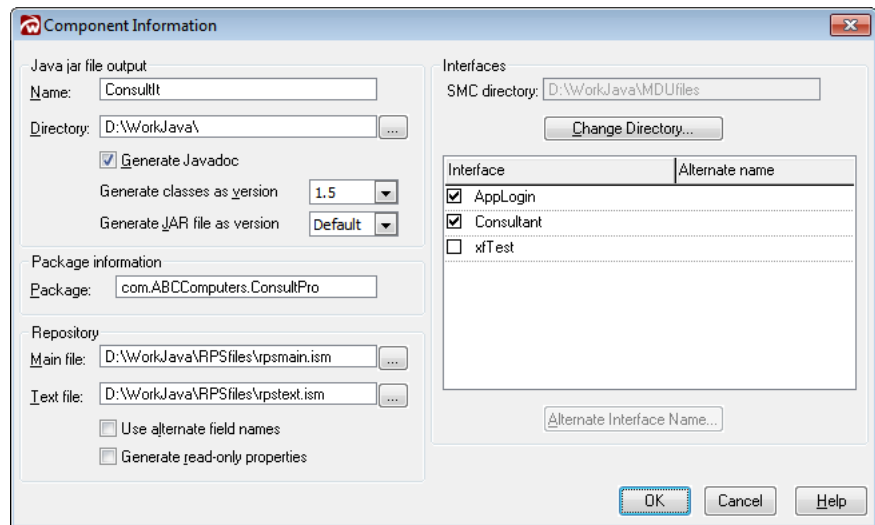 Component Information
Java jar file output
Name: ConsultIt
Directory: D:\WorkJava\ ...
Generate Javadoc
Generate classes as version 1.5
Generate JAR file as version Default
Package information
Package: com.ABCComputers.ConsultPro
Repository
Main file: D:\WorkJava\RPSfiles\rpsmain.ism ...
Text file: D:\WorkJava\RPSfiles\rpstext.ism ...
Use alternate field names
Generate read-only properties
Interfaces
SMC directory: D:\WorkJava\MDUfiles
Change Directory...
Interface Alternate name
AppLogin
Consultant
xfTest
Alternate Interface Name...
OK Cancel Help